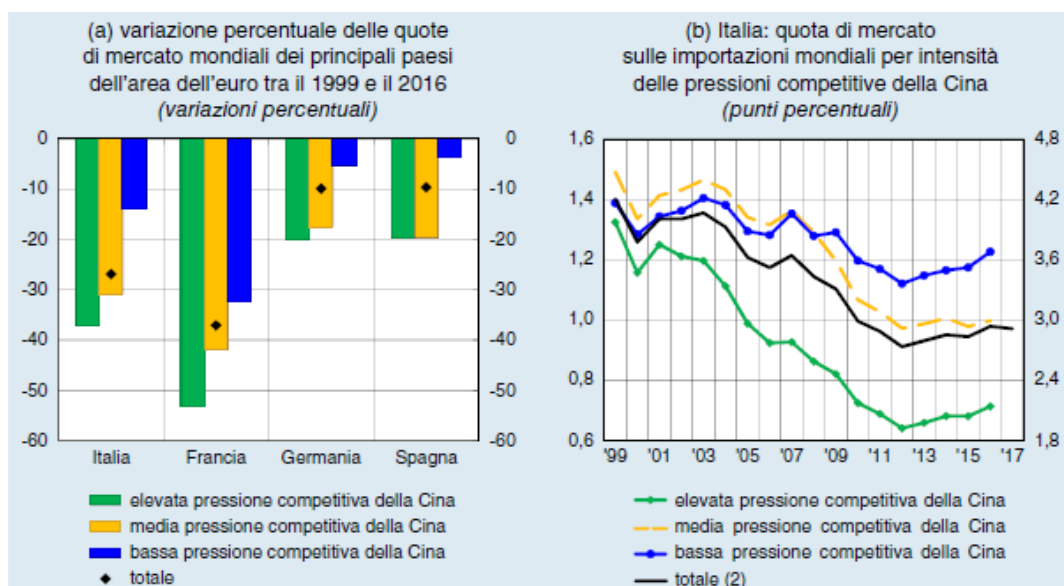 (a) variazione percentuale delle quote
di mercato mondiali dei principali paesi
dell'area dell'euro tra il 1999 e il 2016
(variazioni percentuali)
0
-10
-20
-30
-40
-50
-60
0
-10
-20
-30
-40
-50
-60
Italia Francia Germania Spagna
elevata pressione competitiva della Cina
media pressione competitiva della Cina
bassa pressione competitiva della Cina
totale
(b) Italia: quota di mercato
sulle importazioni mondiali per intensità
delle pressioni competitive della Cina
(punti percentuali)
1,6
1,4
1,2
1,0
0,8
0,6
4,8
4,2
3,6
3,0
2,4
1,8
'99 '01 '03 '05 '07 '09 '11 '13 '15 '17
elevata pressione competitiva della Cina
media pressione competitiva della Cina
bassa pressione competitiva della Cina
totale (2)